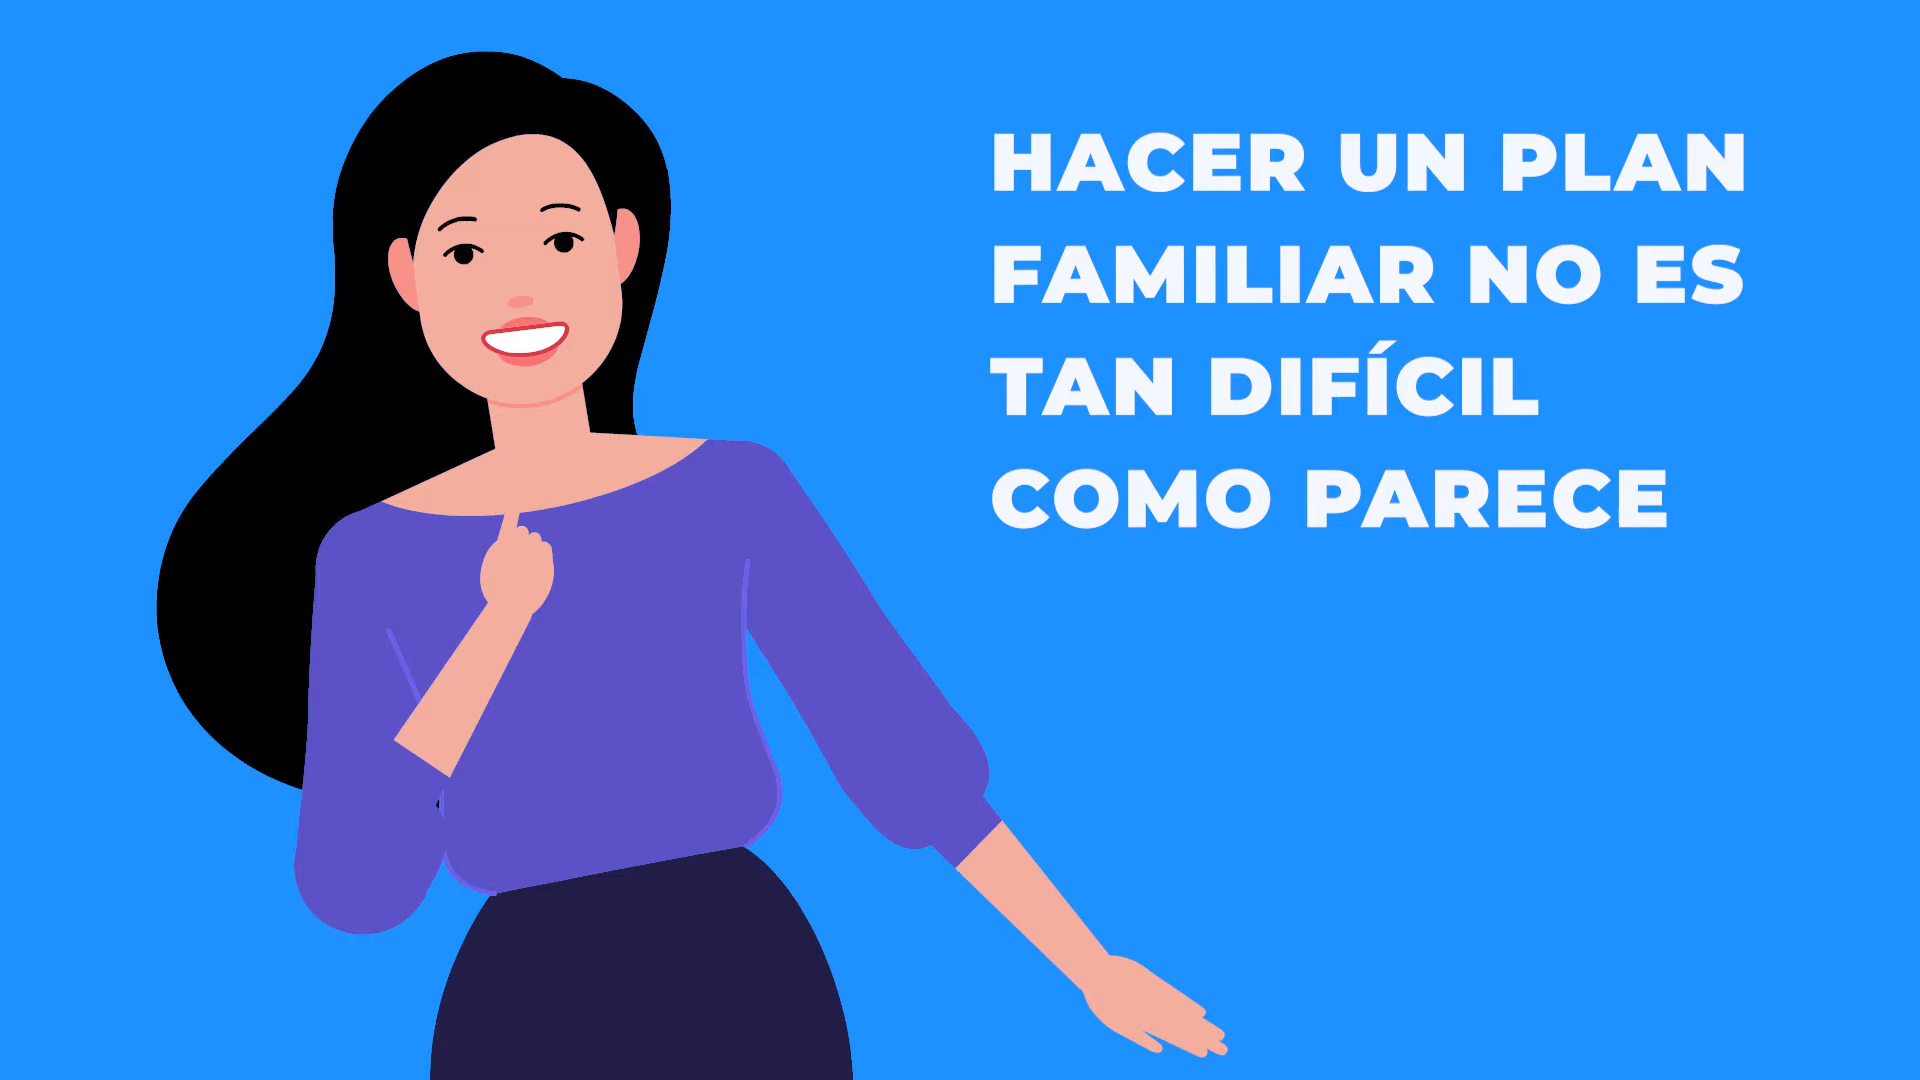 HACER UN PLAN
FAMILIAR NO ES
TAN DIFÍCIL
COMO PARECE